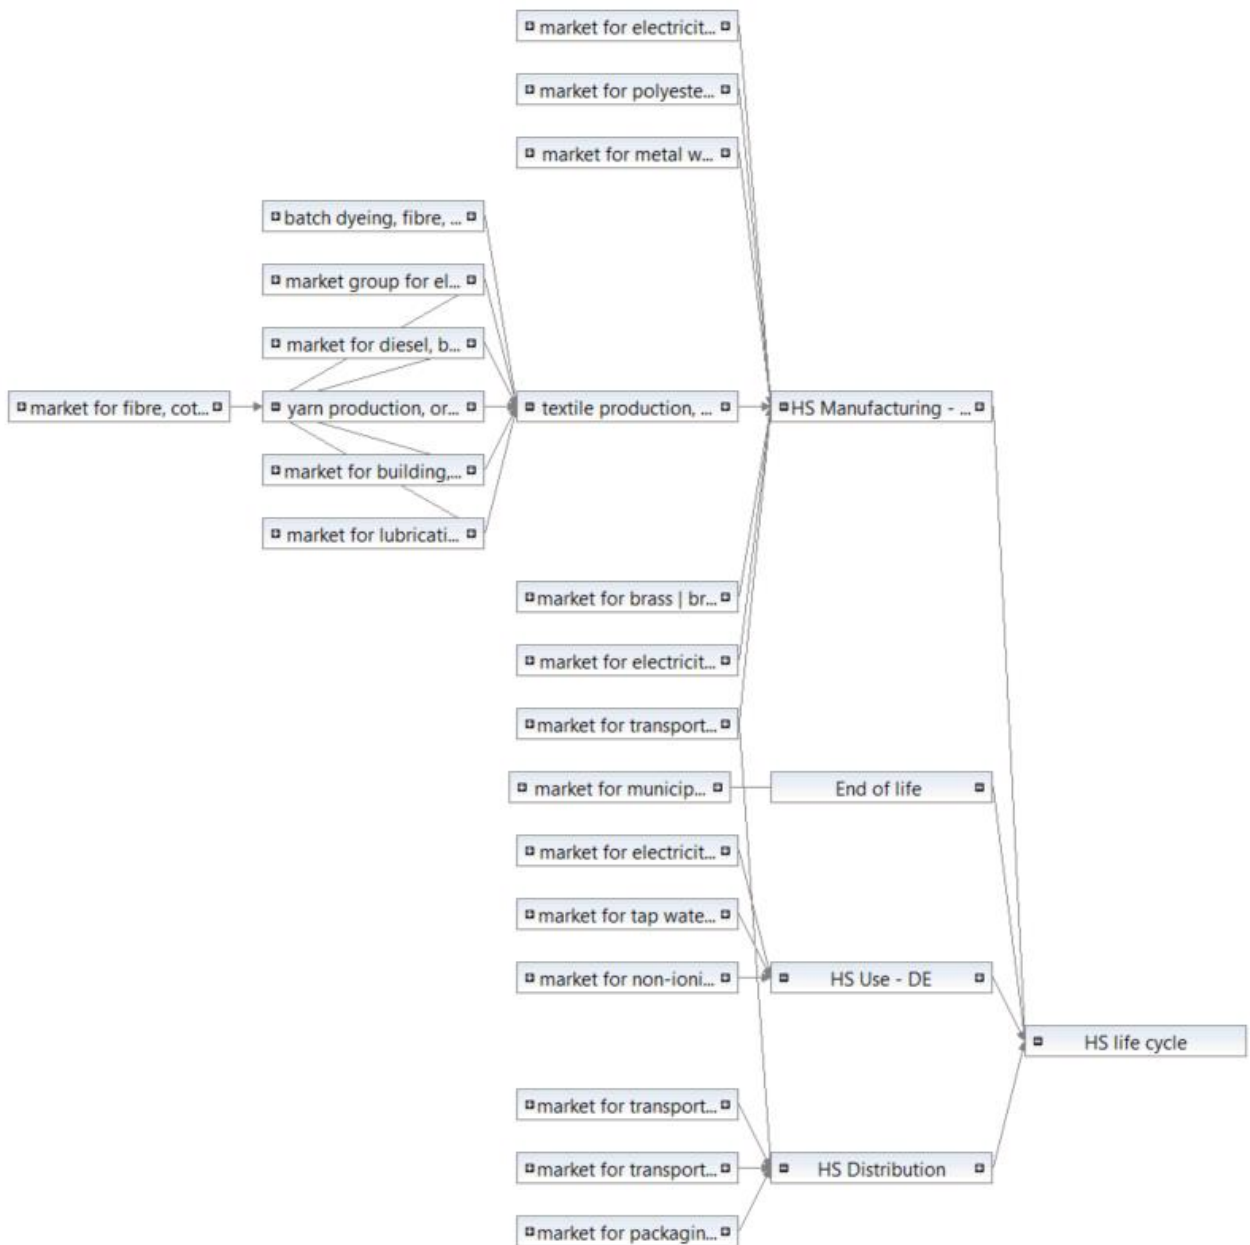 market for electricit...
market for polyeste...
market for metal w...
batch dyeing, fibre, ...
market group for el...
market for diesel, b...
market for fibre, cot...
yarn production, or...
textile production, ...
HS Manufacturing - ...
market for building,...
market for lubricati...
market for brass | br...
market for electricit...
market for transport...
market for municip...
End of life
market for electricit...
market for tap wate...
market for non-ioni...
HS Use - DE
HS life cycle
market for transport...
market for transport...
HS Distribution
market for packagin...